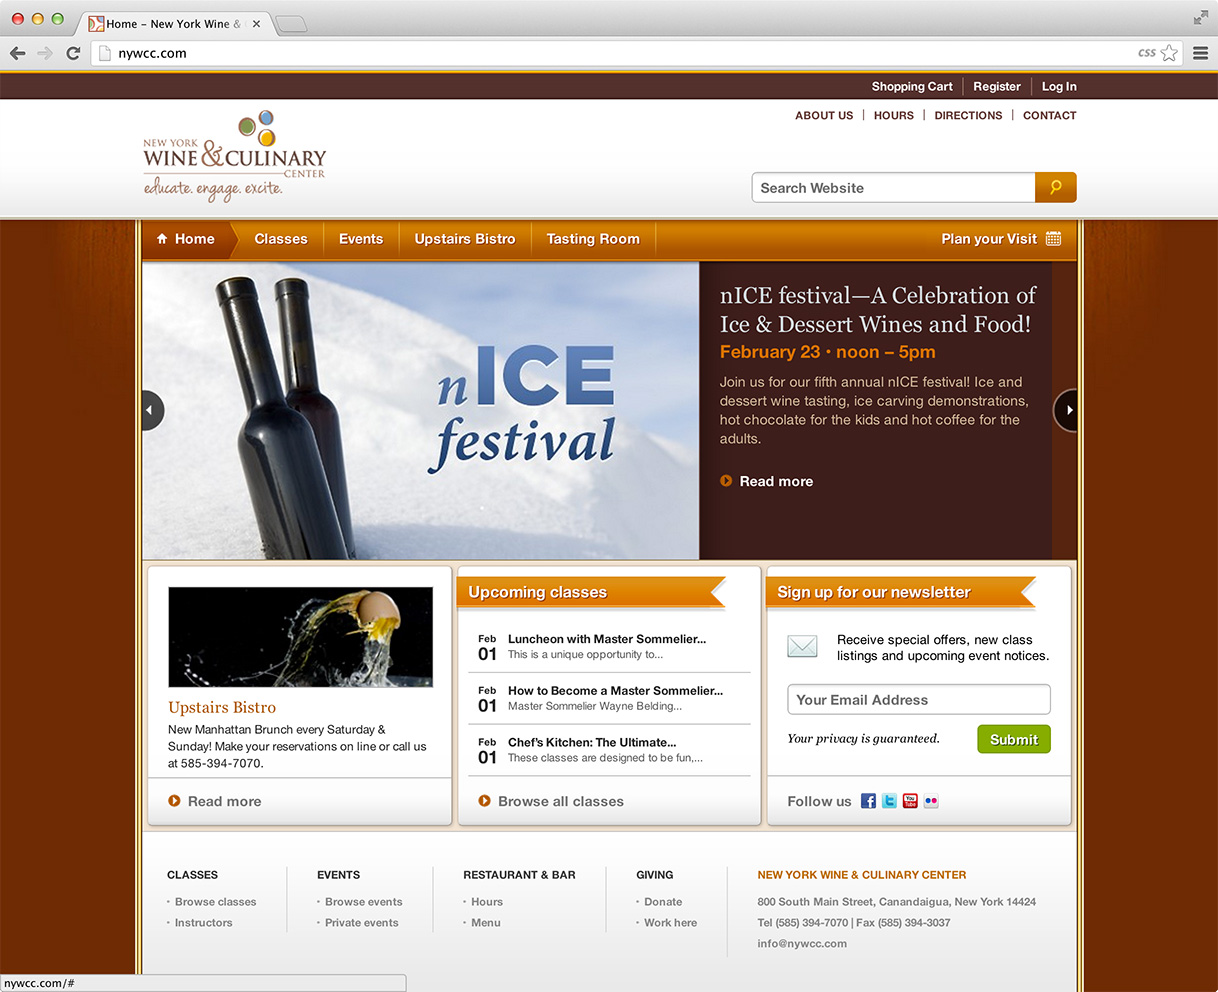 Home – New York Wine &
nywcc.com
css
Shopping Cart
Register
Log In
ABOUT US
HOURS
DIRECTIONS
CONTACT
NEW YORK
WINE & CULINARY
CENTER
educate. engage. excite.
Search Website
Home
Classes
Events
Upstairs Bistro
Tasting Room
Plan your Visit
nICE
festival
nICE festival—A Celebration of
Ice & Dessert Wines and Food!
February 23 • noon – 5pm
Join us for our fifth annual nICE festival! Ice and
dessert wine tasting, ice carving demonstrations,
hot chocolate for the kids and hot coffee for the
adults.
Read more
Upstairs Bistro
New Manhattan Brunch every Saturday &
Sunday! Make your reservations on line or call us
at 585-394-7070.
Read more
Upcoming classes
Feb
01
Luncheon with Master Sommelier...
This is a unique opportunity to...
Feb
01
How to Become a Master Sommelier...
Master Sommelier Wayne Belding...
Feb
01
Chef's Kitchen: The Ultimate...
These classes are designed to be fun,...
Browse all classes
Sign up for our newsletter
Receive special offers, new class
listings and upcoming event notices.
Your Email Address
Your privacy is guaranteed.
Submit
Follow us
f
t
You
Tube
CLASSES
• Browse classes
• Instructors
EVENTS
• Browse events
• Private events
RESTAURANT & BAR
• Hours
• Menu
GIVING
• Donate
• Work here
NEW YORK WINE & CULINARY CENTER
800 South Main Street, Canandaigua, New York 14424
Tel (585) 394-7070 | Fax (585) 394-3037
info@nywcc.com
nywcc.com/#